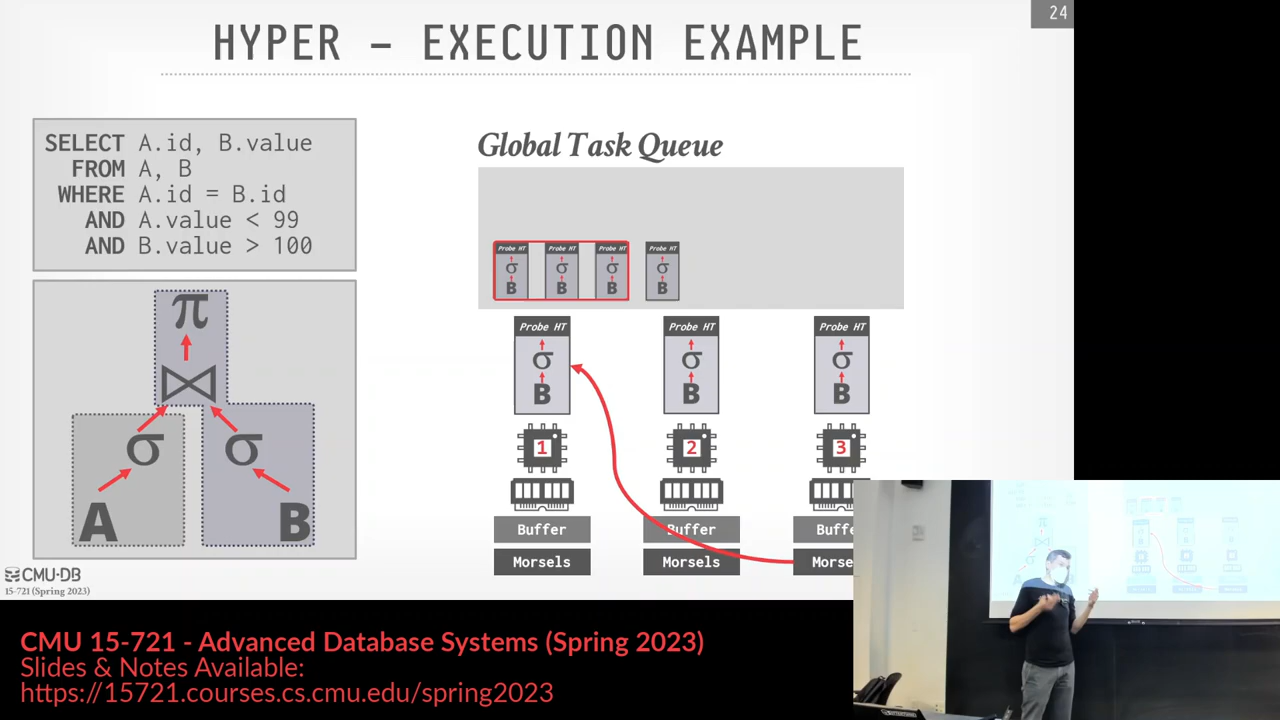 24
HYPER – EXECUTION EXAMPLE
SELECT A.id, B.value
FROM A, B
WHERE A.id = B.id
AND A.value < 99
AND B.value > 100
π
⋈
σ σ
A B
Global Task Queue
Probe HT Probe HT Probe HT Probe HT
σ σ σ σ
B B B B
Probe HT Probe HT Probe HT
σ σ σ
B B B
1 2 3
Buffer Buffer Buffe
Morsels Morsels Morse
CMU·DB
15-721 (Spring 2023)
CMU 15-721 - Advanced Database Systems (Spring 2023)
Slides & Notes Available:
https://15721.courses.cs.cmu.edu/spring2023